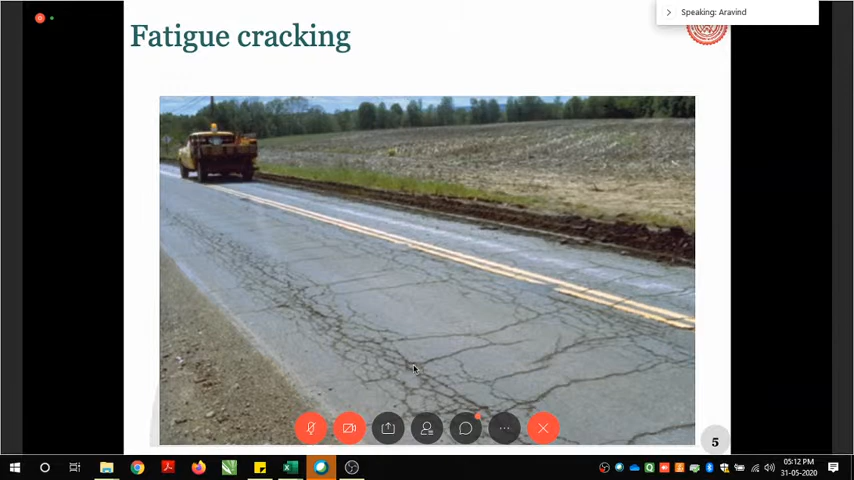 Speaking: Aravind
Fatigue cracking
5
05:12 PM
31-05-2020